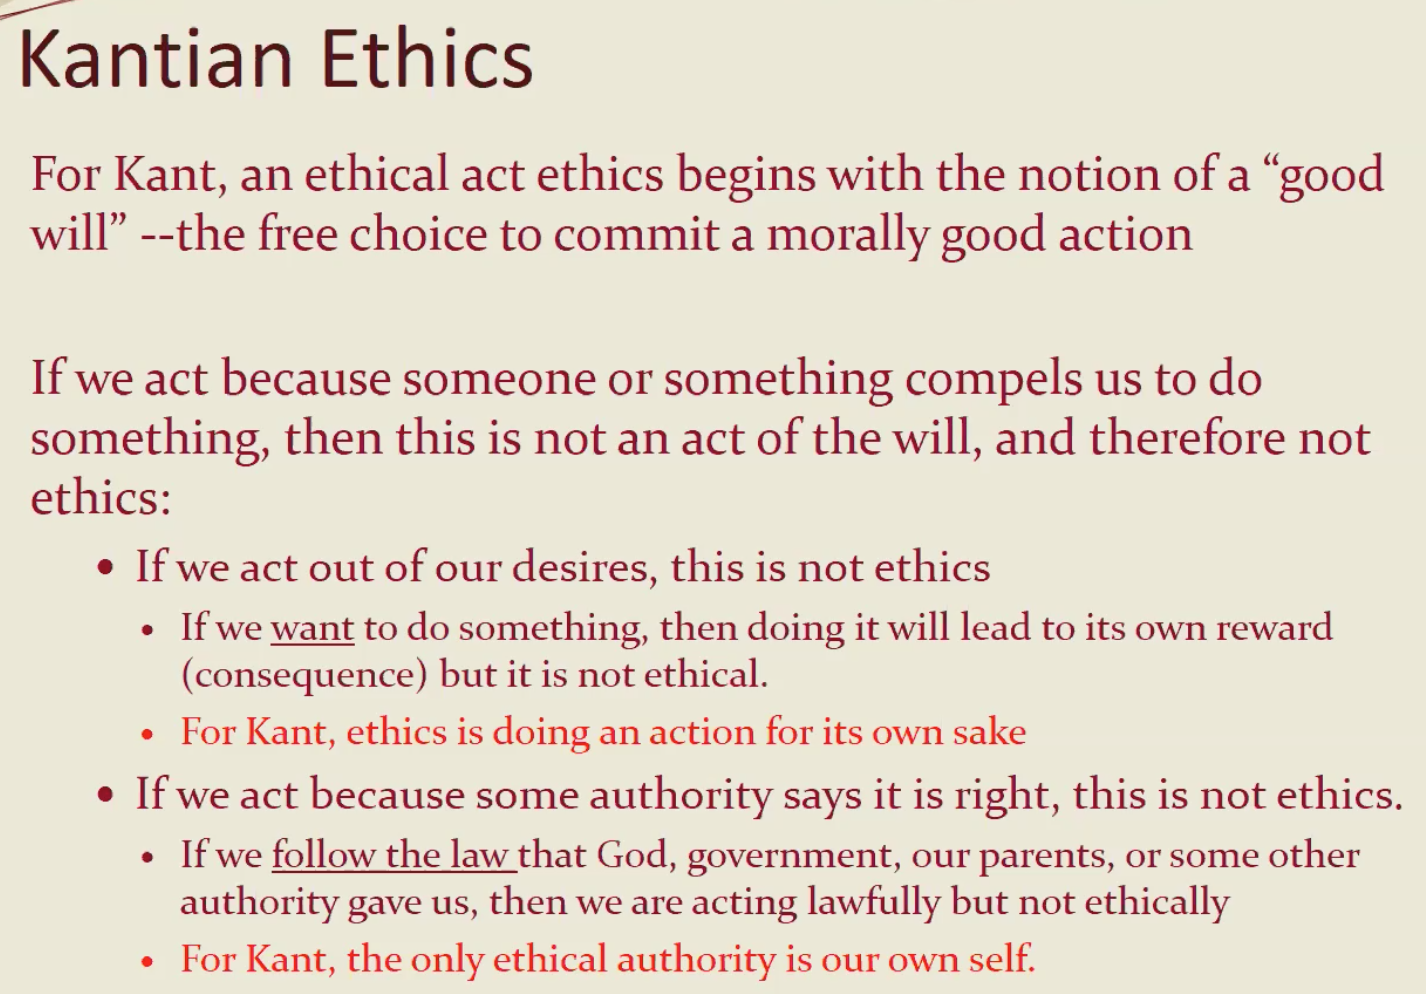 Kantian Ethics
For Kant, an ethical act ethics begins with the notion of a “good
will” --the free choice to commit a morally good action
If we act because someone or something compels us to do
something, then this is not an act of the will, and therefore not
ethics:
• If we act out of our desires, this is not ethics
• If we want to do something, then doing it will lead to its own reward
(consequence) but it is not ethical.
• For Kant, ethics is doing an action for its own sake
• If we act because some authority says it is right, this is not ethics.
• If we follow the law that God, government, our parents, or some other
authority gave us, then we are acting lawfully but not ethically
• For Kant, the only ethical authority is our own self.